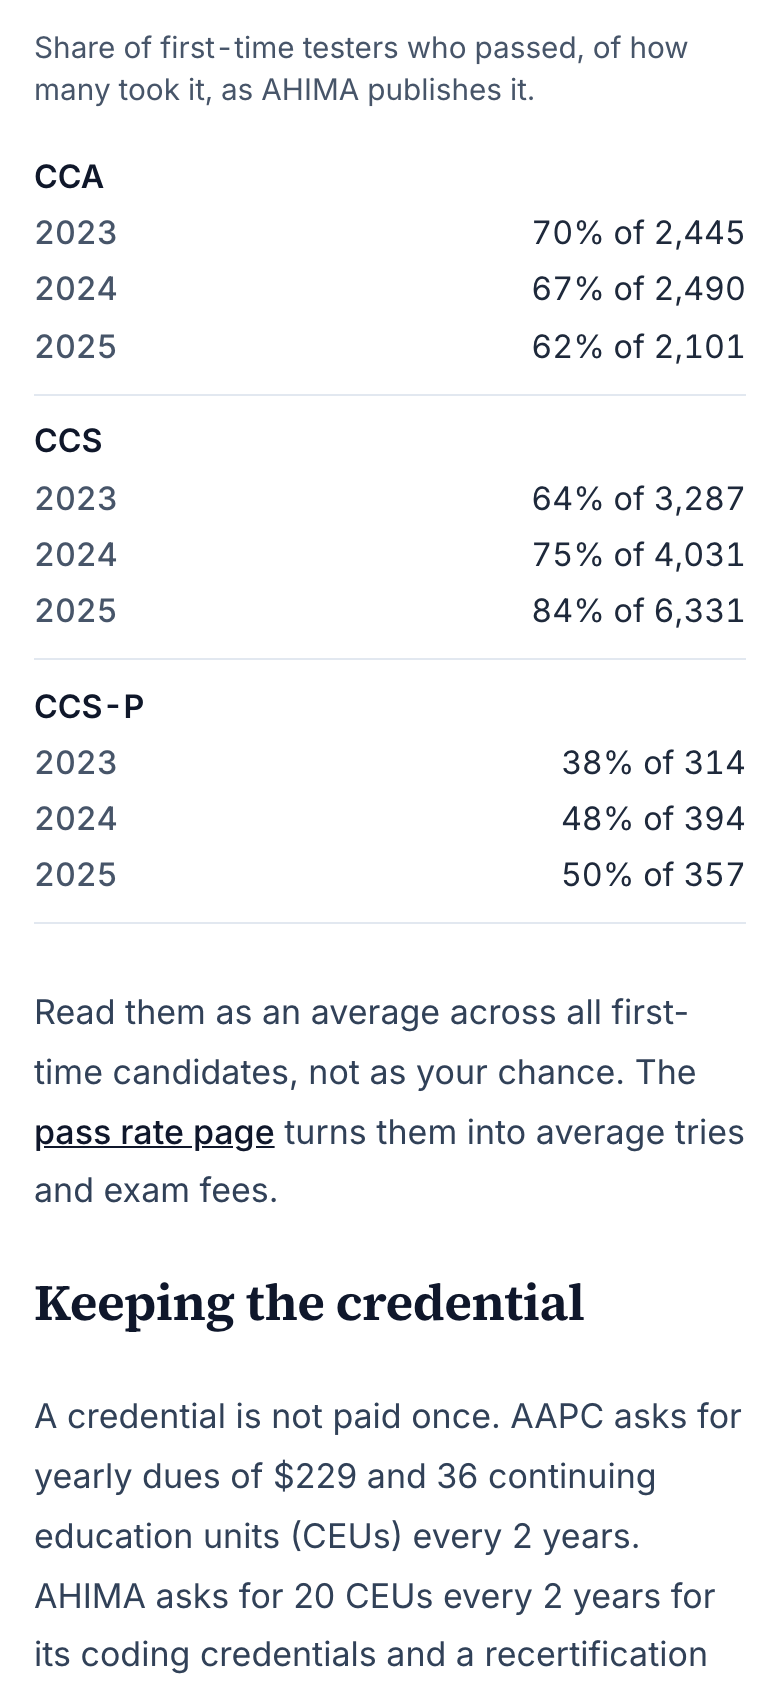 Share of first-time testers who passed, of how
many took it, as AHIMA publishes it.
CCA
2023 70% of 2,445
2024 67% of 2,490
2025 62% of 2,101
CCS
2023 64% of 3,287
2024 75% of 4,031
2025 84% of 6,331
CCS-P
2023 38% of 314
2024 48% of 394
2025 50% of 357
Read them as an average across all first-
time candidates, not as your chance. The
pass rate page turns them into average tries
and exam fees.
Keeping the credential
A credential is not paid once. AAPC asks for
yearly dues of $229 and 36 continuing
education units (CEUs) every 2 years.
AHIMA asks for 20 CEUs every 2 years for
its coding credentials and a recertification